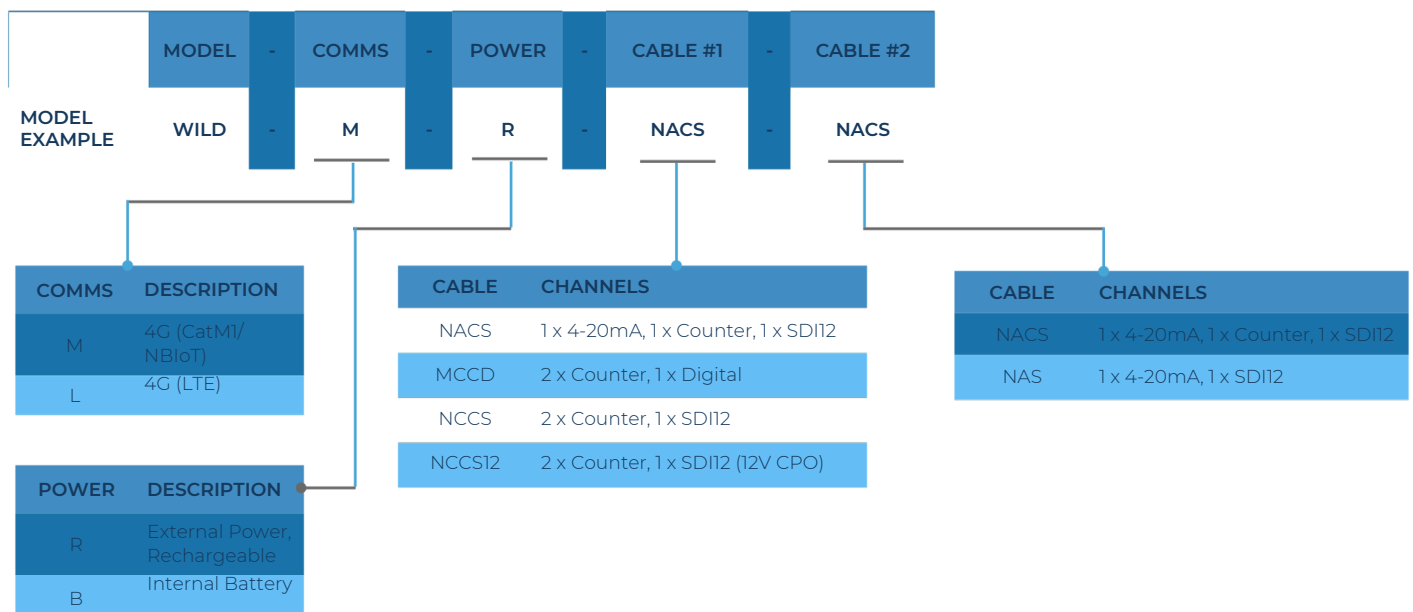 MODEL - COMMS - POWER - CABLE #1 - CABLE #2
MODEL
EXAMPLE
WILD - M - R - NACS - NACS
COMMS DESCRIPTION
M 4G (CatM1/
NBIoT)
L 4G (LTE)
POWER DESCRIPTION
R External Power,
Rechargeable
B Internal Battery
CABLE CHANNELS
NACS 1 x 4-20mA, 1 x Counter, 1 x SDI12
MCCD 2 x Counter, 1 x Digital
NCCS 2 x Counter, 1 x SDI12
NCCS12 2 x Counter, 1 x SDI12 (12V CPO)
CABLE CHANNELS
NACS 1 x 4-20mA, 1 x Counter, 1 x SDI12
NAS 1 x 4-20mA, 1 x SDI12